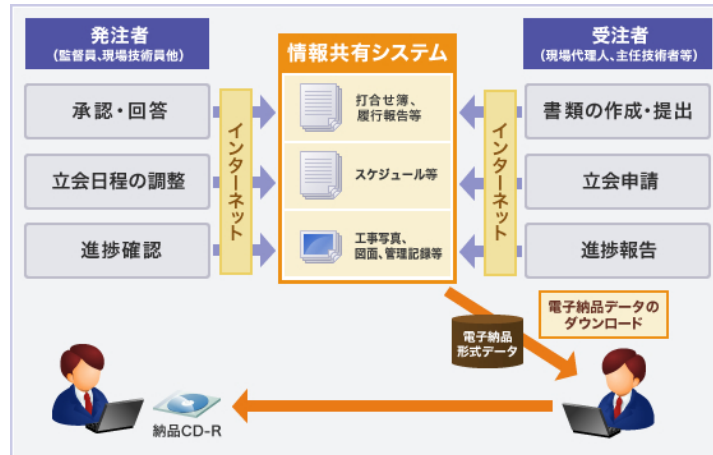 発注者
(監督員、現場技術員他)
承認・回答
立会日程の調整
進捗確認
インターネット
情報共有システム
打合せ簿、
履行報告等
スケジュール等
工事写真、
図面、管理記録等
インターネット
受注者
(現場代理人、主任技術者等)
書類の作成・提出
立会申請
進捗報告
電子納品データの
ダウンロード
電子納品
形式データ
納品CD-R